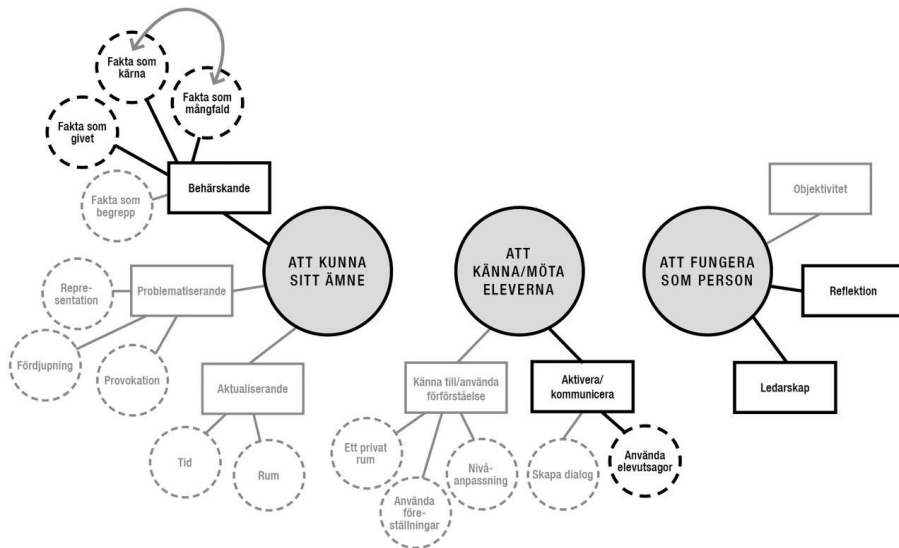 Fakta som
kärna
Fakta som
mångfald
Fakta som
givet
Fakta som
begrepp
Behärskande
ATT KUNNA
SITT ÄMNE
Repre-
sentation
Problematiserande
Fördjupning
Provokation
Aktualiserande
Tid
Rum
ATT
KÄNNA/MÖTA
ELEVERNA
Känna till/använda
förförståelse
Aktivera/
kommunicera
Ett privat
rum
Använda
före-
ställningar
Nivå-
anpassning
Skapa dialog
Använda
elevutsagor
ATT FUNGERA
SOM PERSON
Objektivitet
Reflektion
Ledarskap